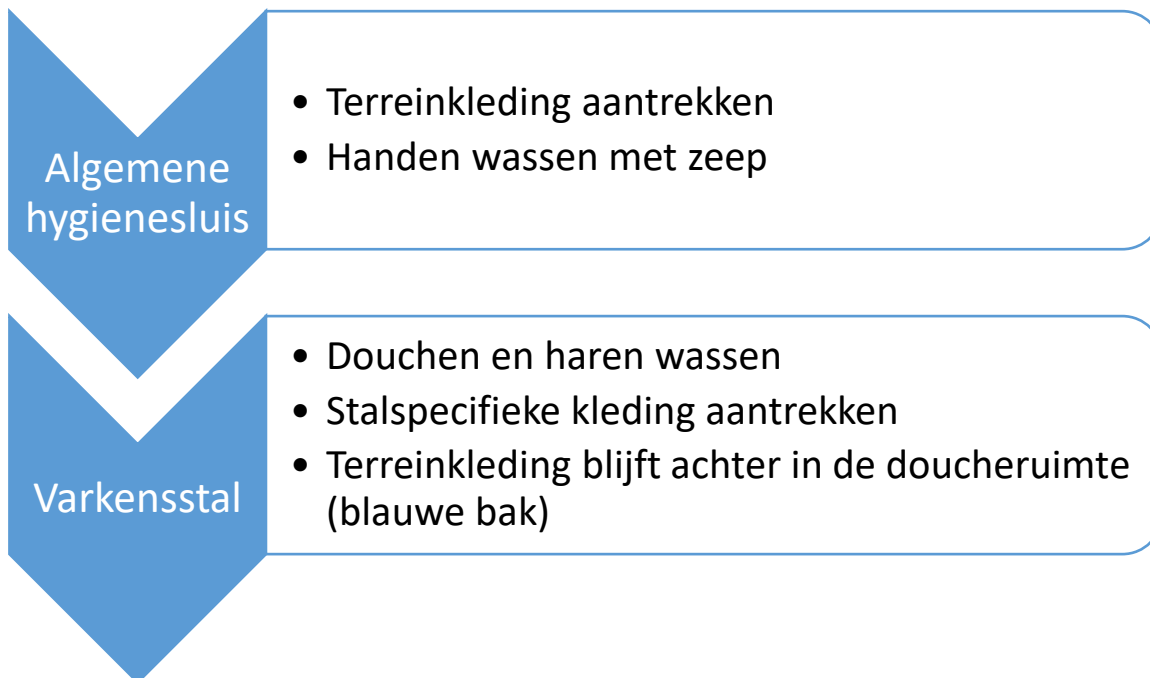 Algemene
hygienesluis
• Terreinkleding aantrekken
• Handen wassen met zeep
Varkensstal
• Douchen en haren wassen
• Stalspecifieke kleding aantrekken
• Terreinkleding blijft achter in de doucheruimte
(blauwe bak)